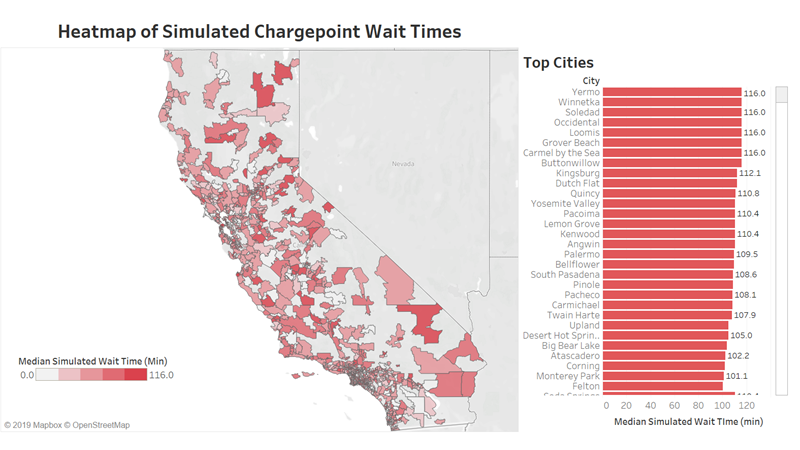 Heatmap of Simulated Chargepoint Wait Times
Nevada
Median Simulated Wait Time (Min)
0.0 116.0
© 2019 Mapbox © OpenStreetMap
Top Cities
City
Yermo 116.0
Winnetka
Soledad 116.0
Occidental
Loomis 116.0
Grover Beach
Carmel by the Sea 116.0
Buttonwillow
Kingsburg 112.1
Dutch Flat
Quincy 110.8
Yosemite Valley
Pacoima 110.4
Lemon Grove
Kenwood 110.4
Angwin
Palermo 109.5
Bellflower
South Pasadena 108.6
Pinole
Pacheco 108.1
Carmichael
Twain Harte 107.9
Upland
Desert Hot Sprin.. 105.0
Big Bear Lake
Atascadero 102.2
Corning
Monterey Park 101.1
Felton
0 20 40 60 80 100 120
Median Simulated Wait TIme (min)